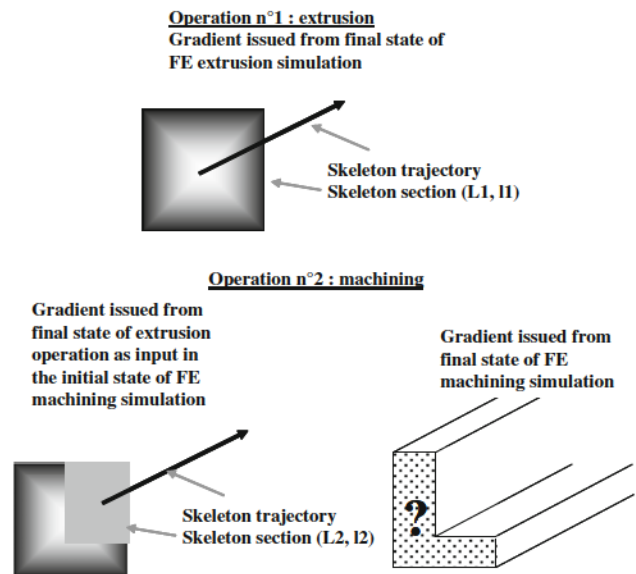 Operation n°1 : extrusion
Gradient issued from final state of
FE extrusion simulation
Skeleton trajectory
Skeleton section (L1, l1)
Operation n°2 : machining
Gradient issued from
final state of extrusion
operation as input in
the initial state of FE
machining simulation
Gradient issued from
final state of FE
machining simulation
Skeleton trajectory
Skeleton section (L2, l2)
?